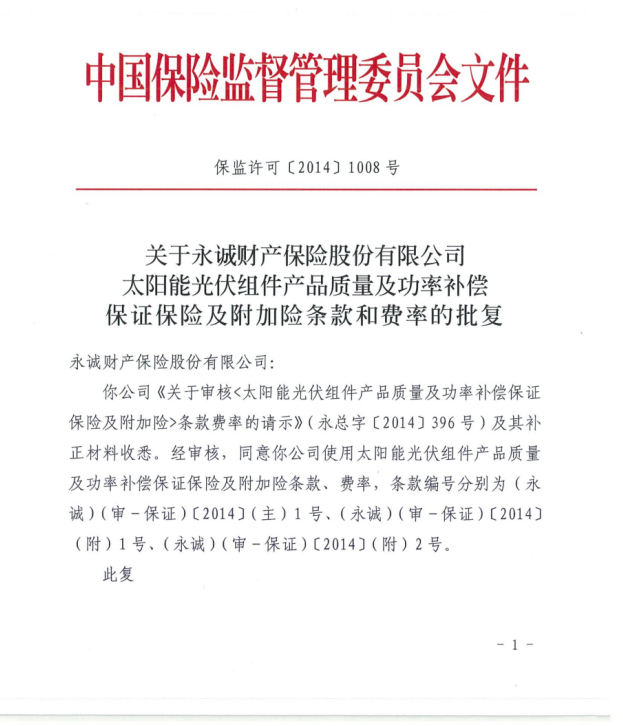 中国保险监督管理委员会文件
保监许可〔2014〕1008号
关于永诚财产保险股份有限公司
太阳能光伏组件产品质量及功率补偿
保证保险及附加险条款和费率的批复
永诚财产保险股份有限公司：
你公司《关于审核<太阳能光伏组件产品质量及功率补偿保证
保险及附加险>条款费率的请示》（永总字〔2014〕396号）及其补
正材料收悉。经审核，同意你公司使用太阳能光伏组件产品质量
及功率补偿保证保险及附加险条款、费率，条款编号分别为（永
诚）（审－保证）〔2014〕（主）1号、（永诚）（审－保证）〔2014〕
（附）1号、（永诚）（审－保证）〔2014〕（附）2号。
此复
－1－